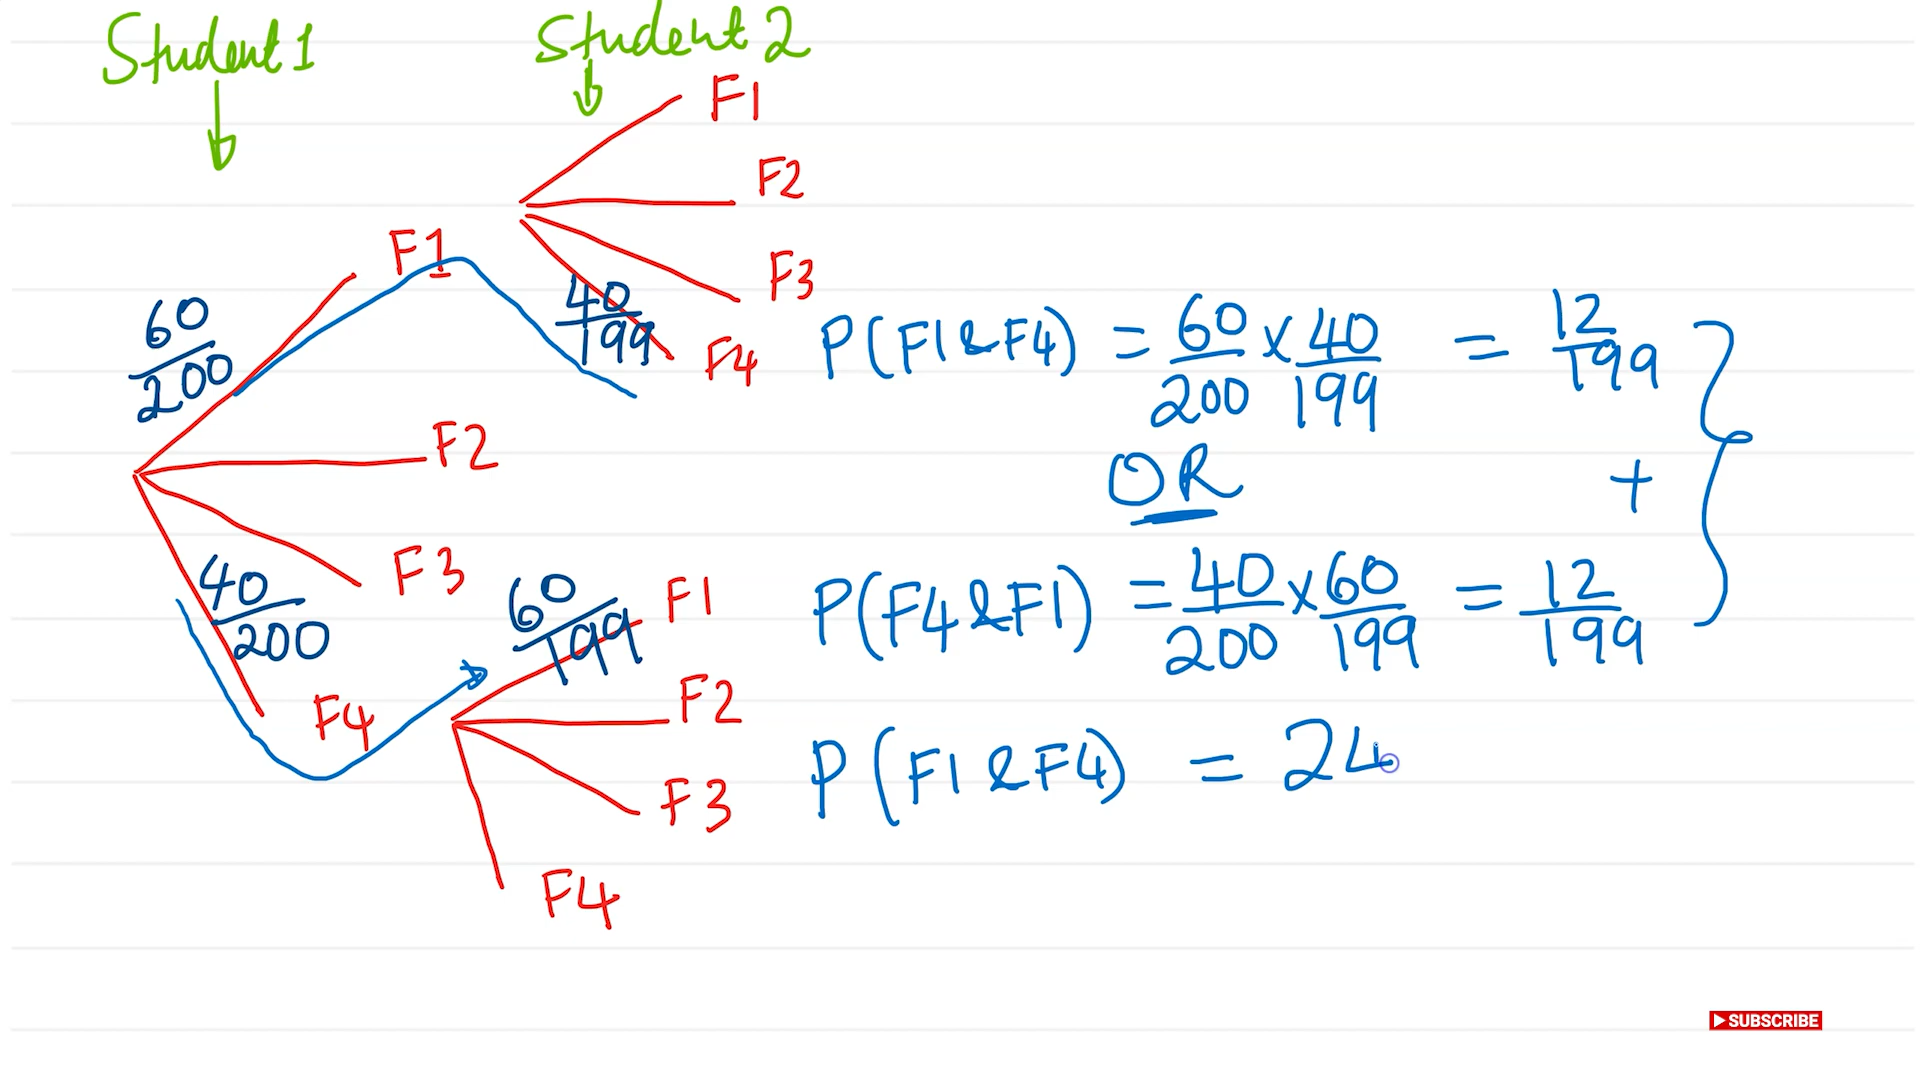 Student 1
Student 2
F1
F2
F3
F4
40/199
F1
60/200
F2
F3
40/200
F4
60/199
F1
F2
F3
F4
P(F1&F4) = 60/200 × 40/199 = 12/199
OR +
P(F4&F1) = 40/200 × 60/199 = 12/199
P(F1&F4) = 24
SUBSCRIBE